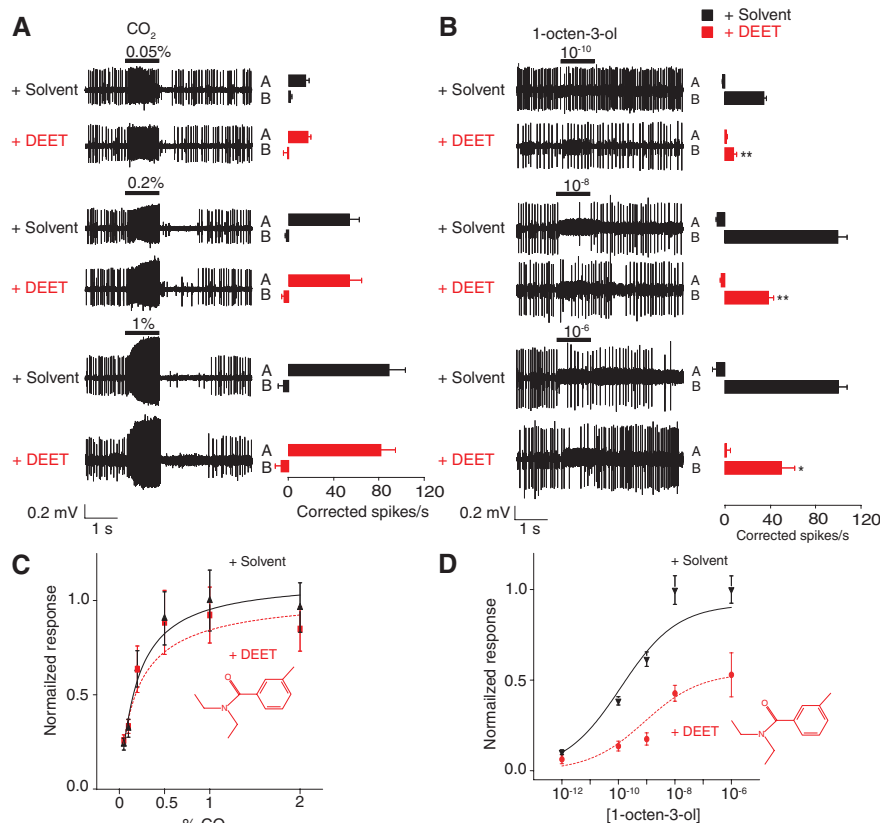 A
CO2
0.05%
+ Solvent
A
B
+ DEET
A
B
0.2%
+ Solvent
A
B
+ DEET
A
B
1%
+ Solvent
A
B
+ DEET
A
B
0.2 mV
1 s
0 40 80 120
Corrected spikes/s
B
+ Solvent
+ DEET
1-octen-3-ol
10-10
+ Solvent
A
B
+ DEET
A
B
**
10-8
+ Solvent
A
B
+ DEET
A
B
**
10-6
+ Solvent
A
B
+ DEET
A
B
*
0.2 mV
1 s
0 40 80 120
Corrected spikes/s
C
+ Solvent
+ DEET
O
N
Normailzed response
1.0
0.5
0.0
0 0.5 1 2
D
+ Solvent
+ DEET
O
N
Normalized response
1.0
0.5
0.0
10-12 10-10 10-8 10-6
[1-octen-3-ol]